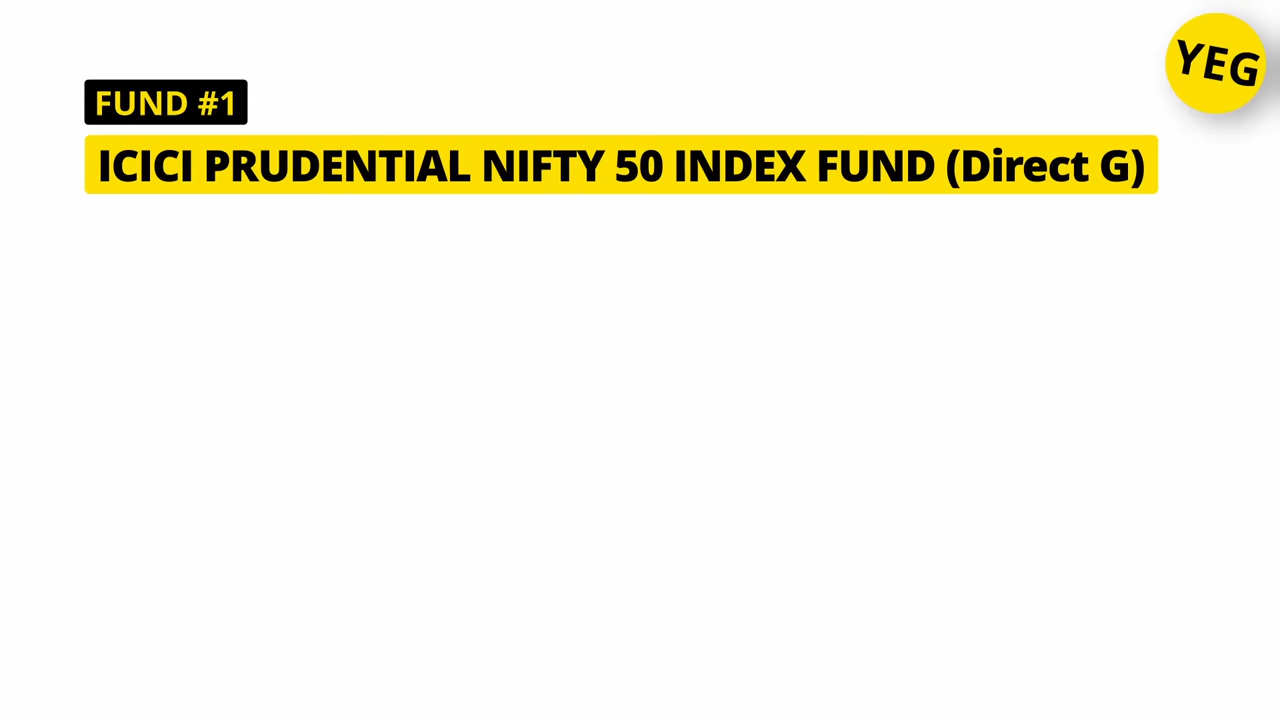 YEG
FUND #1
ICICI PRUDENTIAL NIFTY 50 INDEX FUND (Direct G)